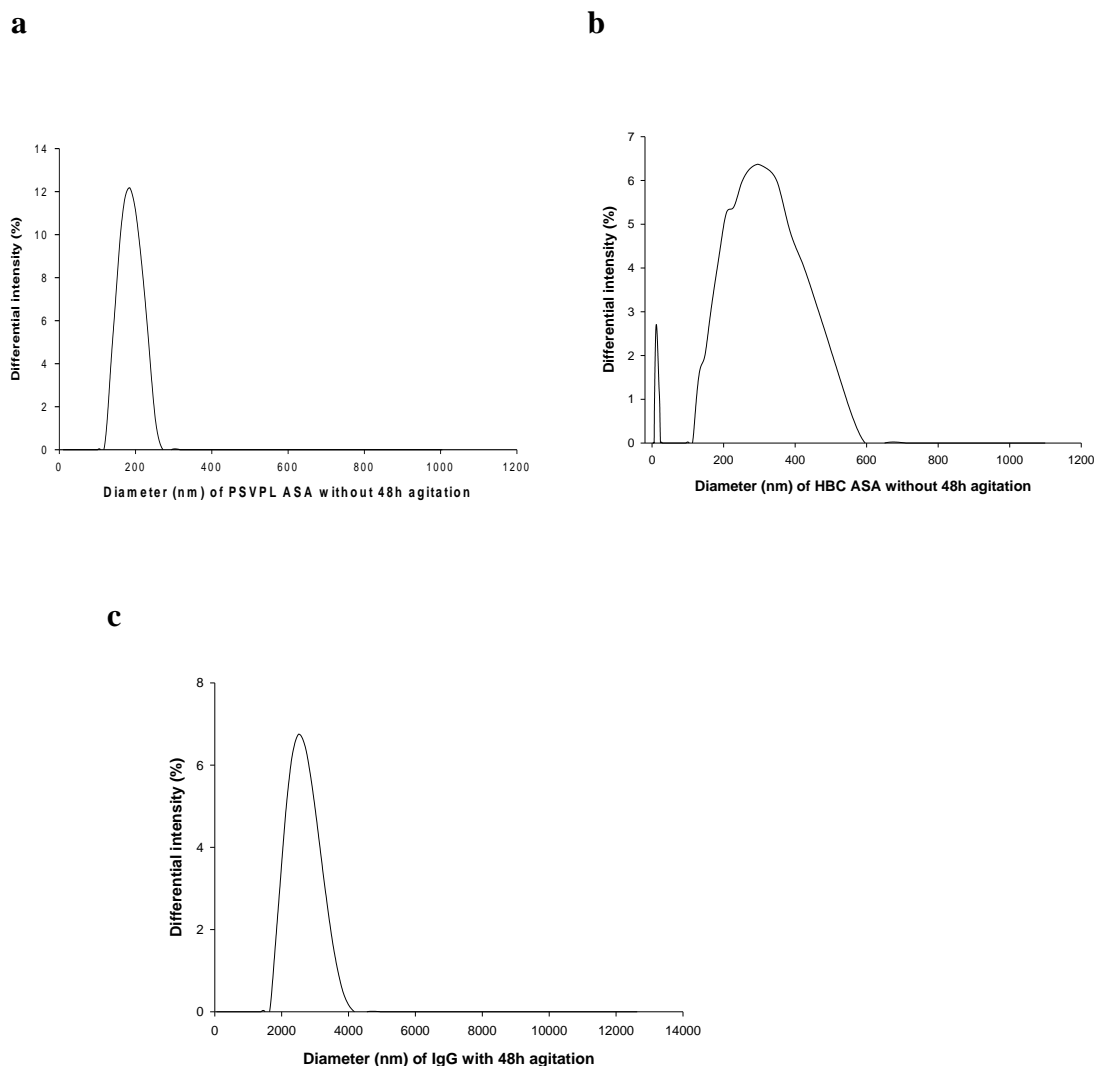 a
14
12
10
8
6
4
2
0
Differential intensity (%)
0 200 400 600 800 1000 1200
Diameter (nm) of PSVPL ASA without 48h agitation
b
7
6
5
4
3
2
1
0
Differential intensity (%)
0 200 400 600 800 1000 1200
Diameter (nm) of HBC ASA without 48h agitation
c
8
6
4
2
0
Differential intensity (%)
0 2000 4000 6000 8000 10000 12000 14000
Diameter (nm) of IgG with 48h agitation